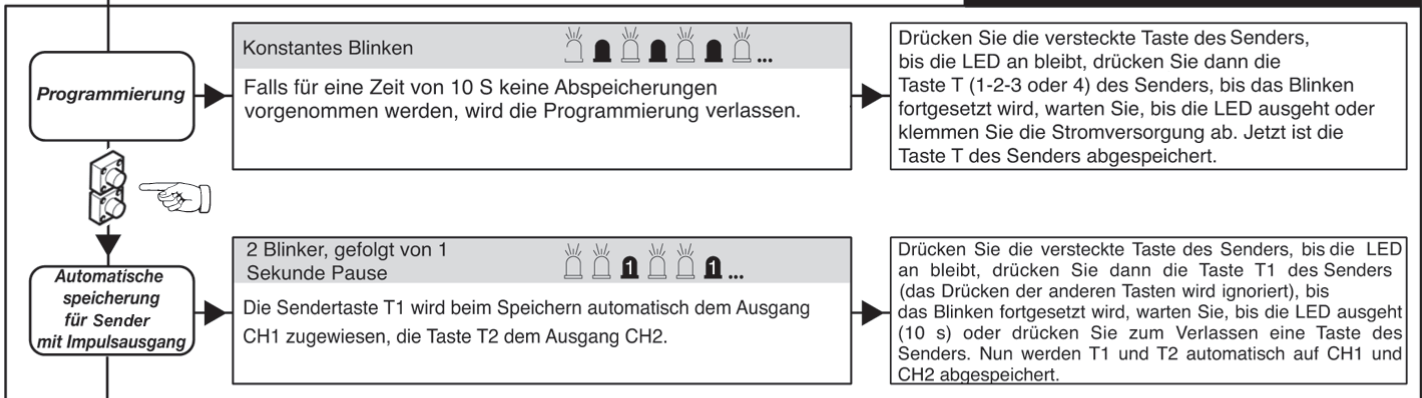 Programmierung
Konstantes Blinken
...
Falls für eine Zeit von 10 S keine Abspeicherungen
vorgenommen werden, wird die Programmierung verlassen.
Drücken Sie die versteckte Taste des Senders,
bis die LED an bleibt, drücken Sie dann die
Taste T (1-2-3 oder 4) des Senders, bis das Blinken
fortgesetzt wird, warten Sie, bis die LED ausgeht oder
klemmen Sie die Stromversorgung ab. Jetzt ist die
Taste T des Senders abgespeichert.
Automatische
speicherung
für Sender
mit Impulsausgang
2 Blinker, gefolgt von 1
Sekunde Pause
1 1 ...
Die Sendertaste T1 wird beim Speichern automatisch dem Ausgang
CH1 zugewiesen, die Taste T2 dem Ausgang CH2.
Drücken Sie die versteckte Taste des Senders, bis die LED
an bleibt, drücken Sie dann die Taste T1 des Senders
(das Drücken der anderen Tasten wird ignoriert), bis
das Blinken fortgesetzt wird, warten Sie, bis die LED ausgeht
(10 s) oder drücken Sie zum Verlassen eine Taste des
Senders. Nun werden T1 und T2 automatisch auf CH1 und
CH2 abgespeichert.